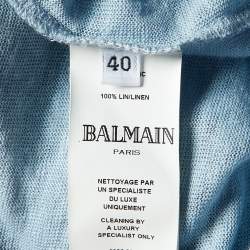 40
100% LIN/LINEN
BALMAIN
PARIS
NETTOYAGE PAR
UN SPECIALISTE
DU LUXE
UNIQUEMENT
CLEANING BY
A LUXURY
SPECIALIST ONLY